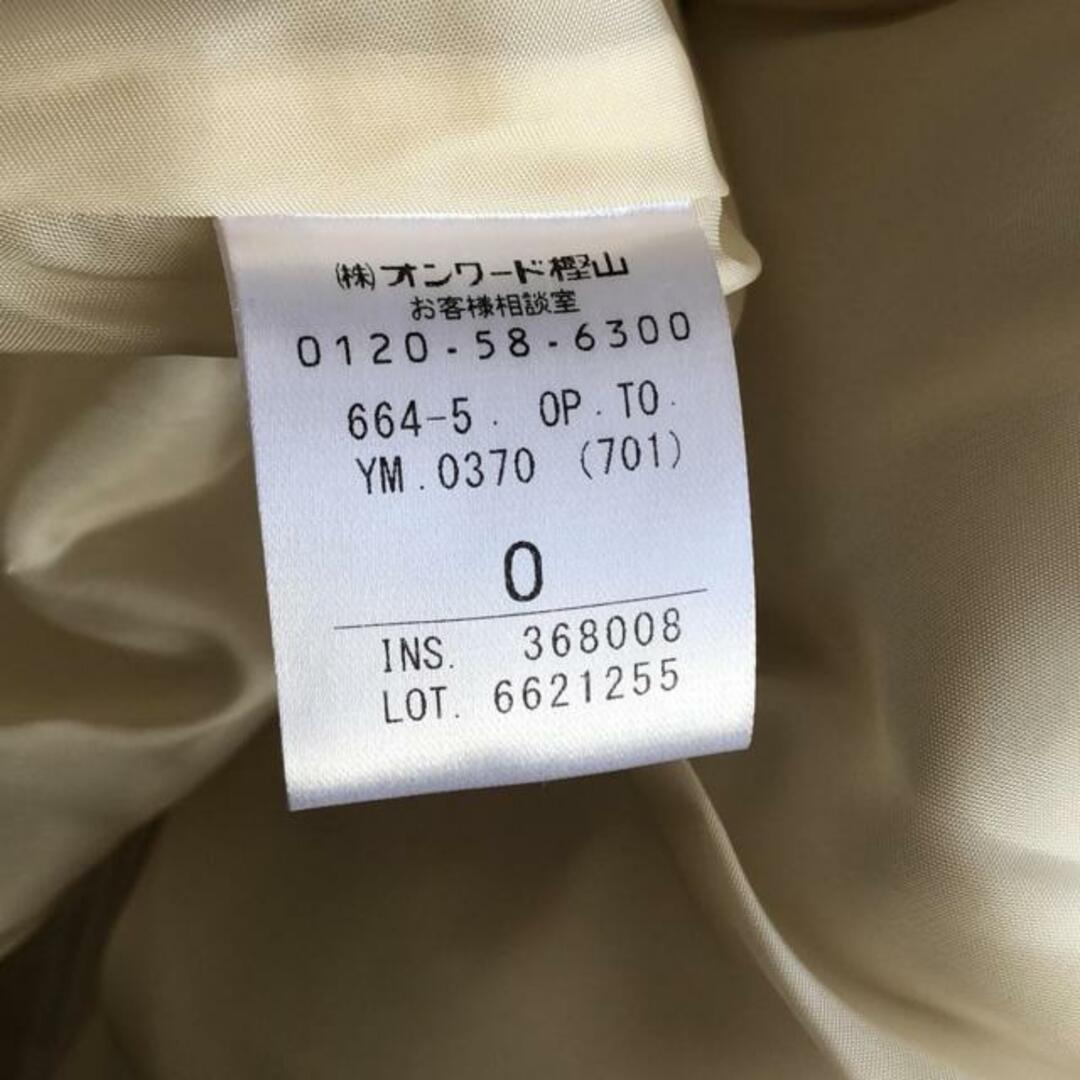 (株)オンワード樫山
お客様相談室
0120-58-6300
664-5. OP.TO.
YM.0370 (701)
0
INS. 368008
LOT. 6621255